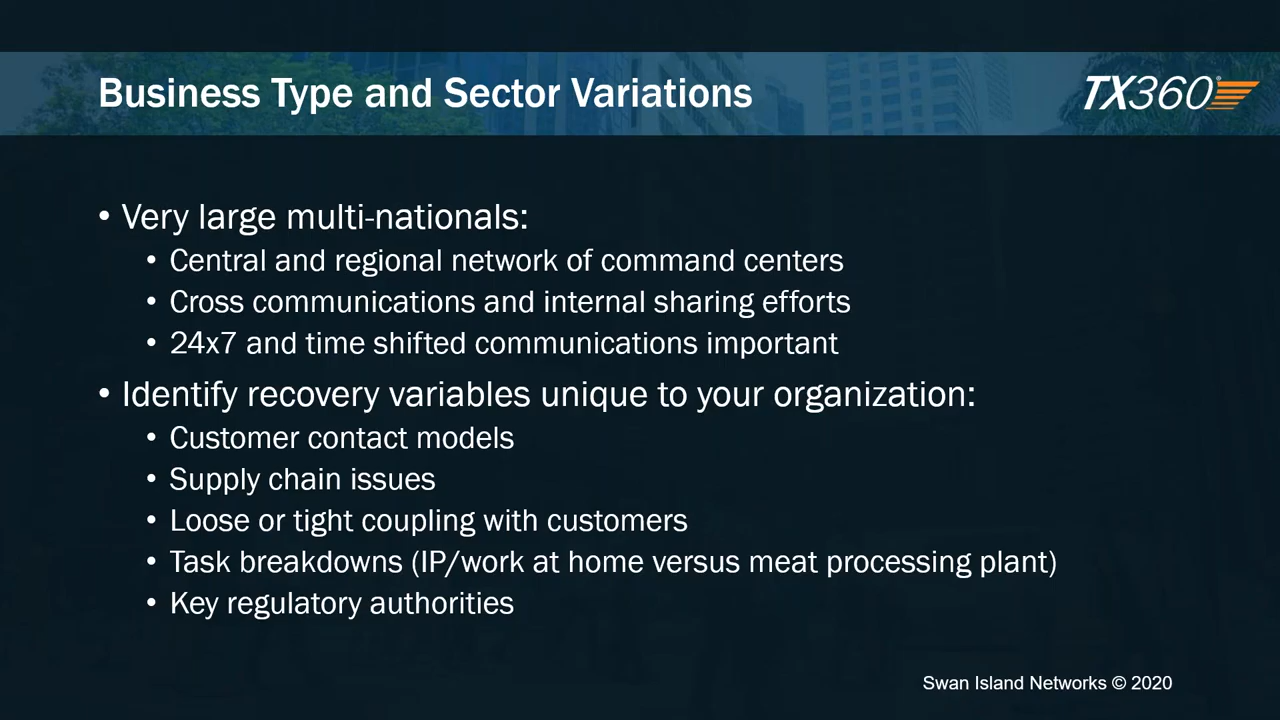 Business Type and Sector Variations
TX360®
• Very large multi-nationals:
• Central and regional network of command centers
• Cross communications and internal sharing efforts
• 24x7 and time shifted communications important
• Identify recovery variables unique to your organization:
• Customer contact models
• Supply chain issues
• Loose or tight coupling with customers
• Task breakdowns (IP/work at home versus meat processing plant)
• Key regulatory authorities
Swan Island Networks © 2020